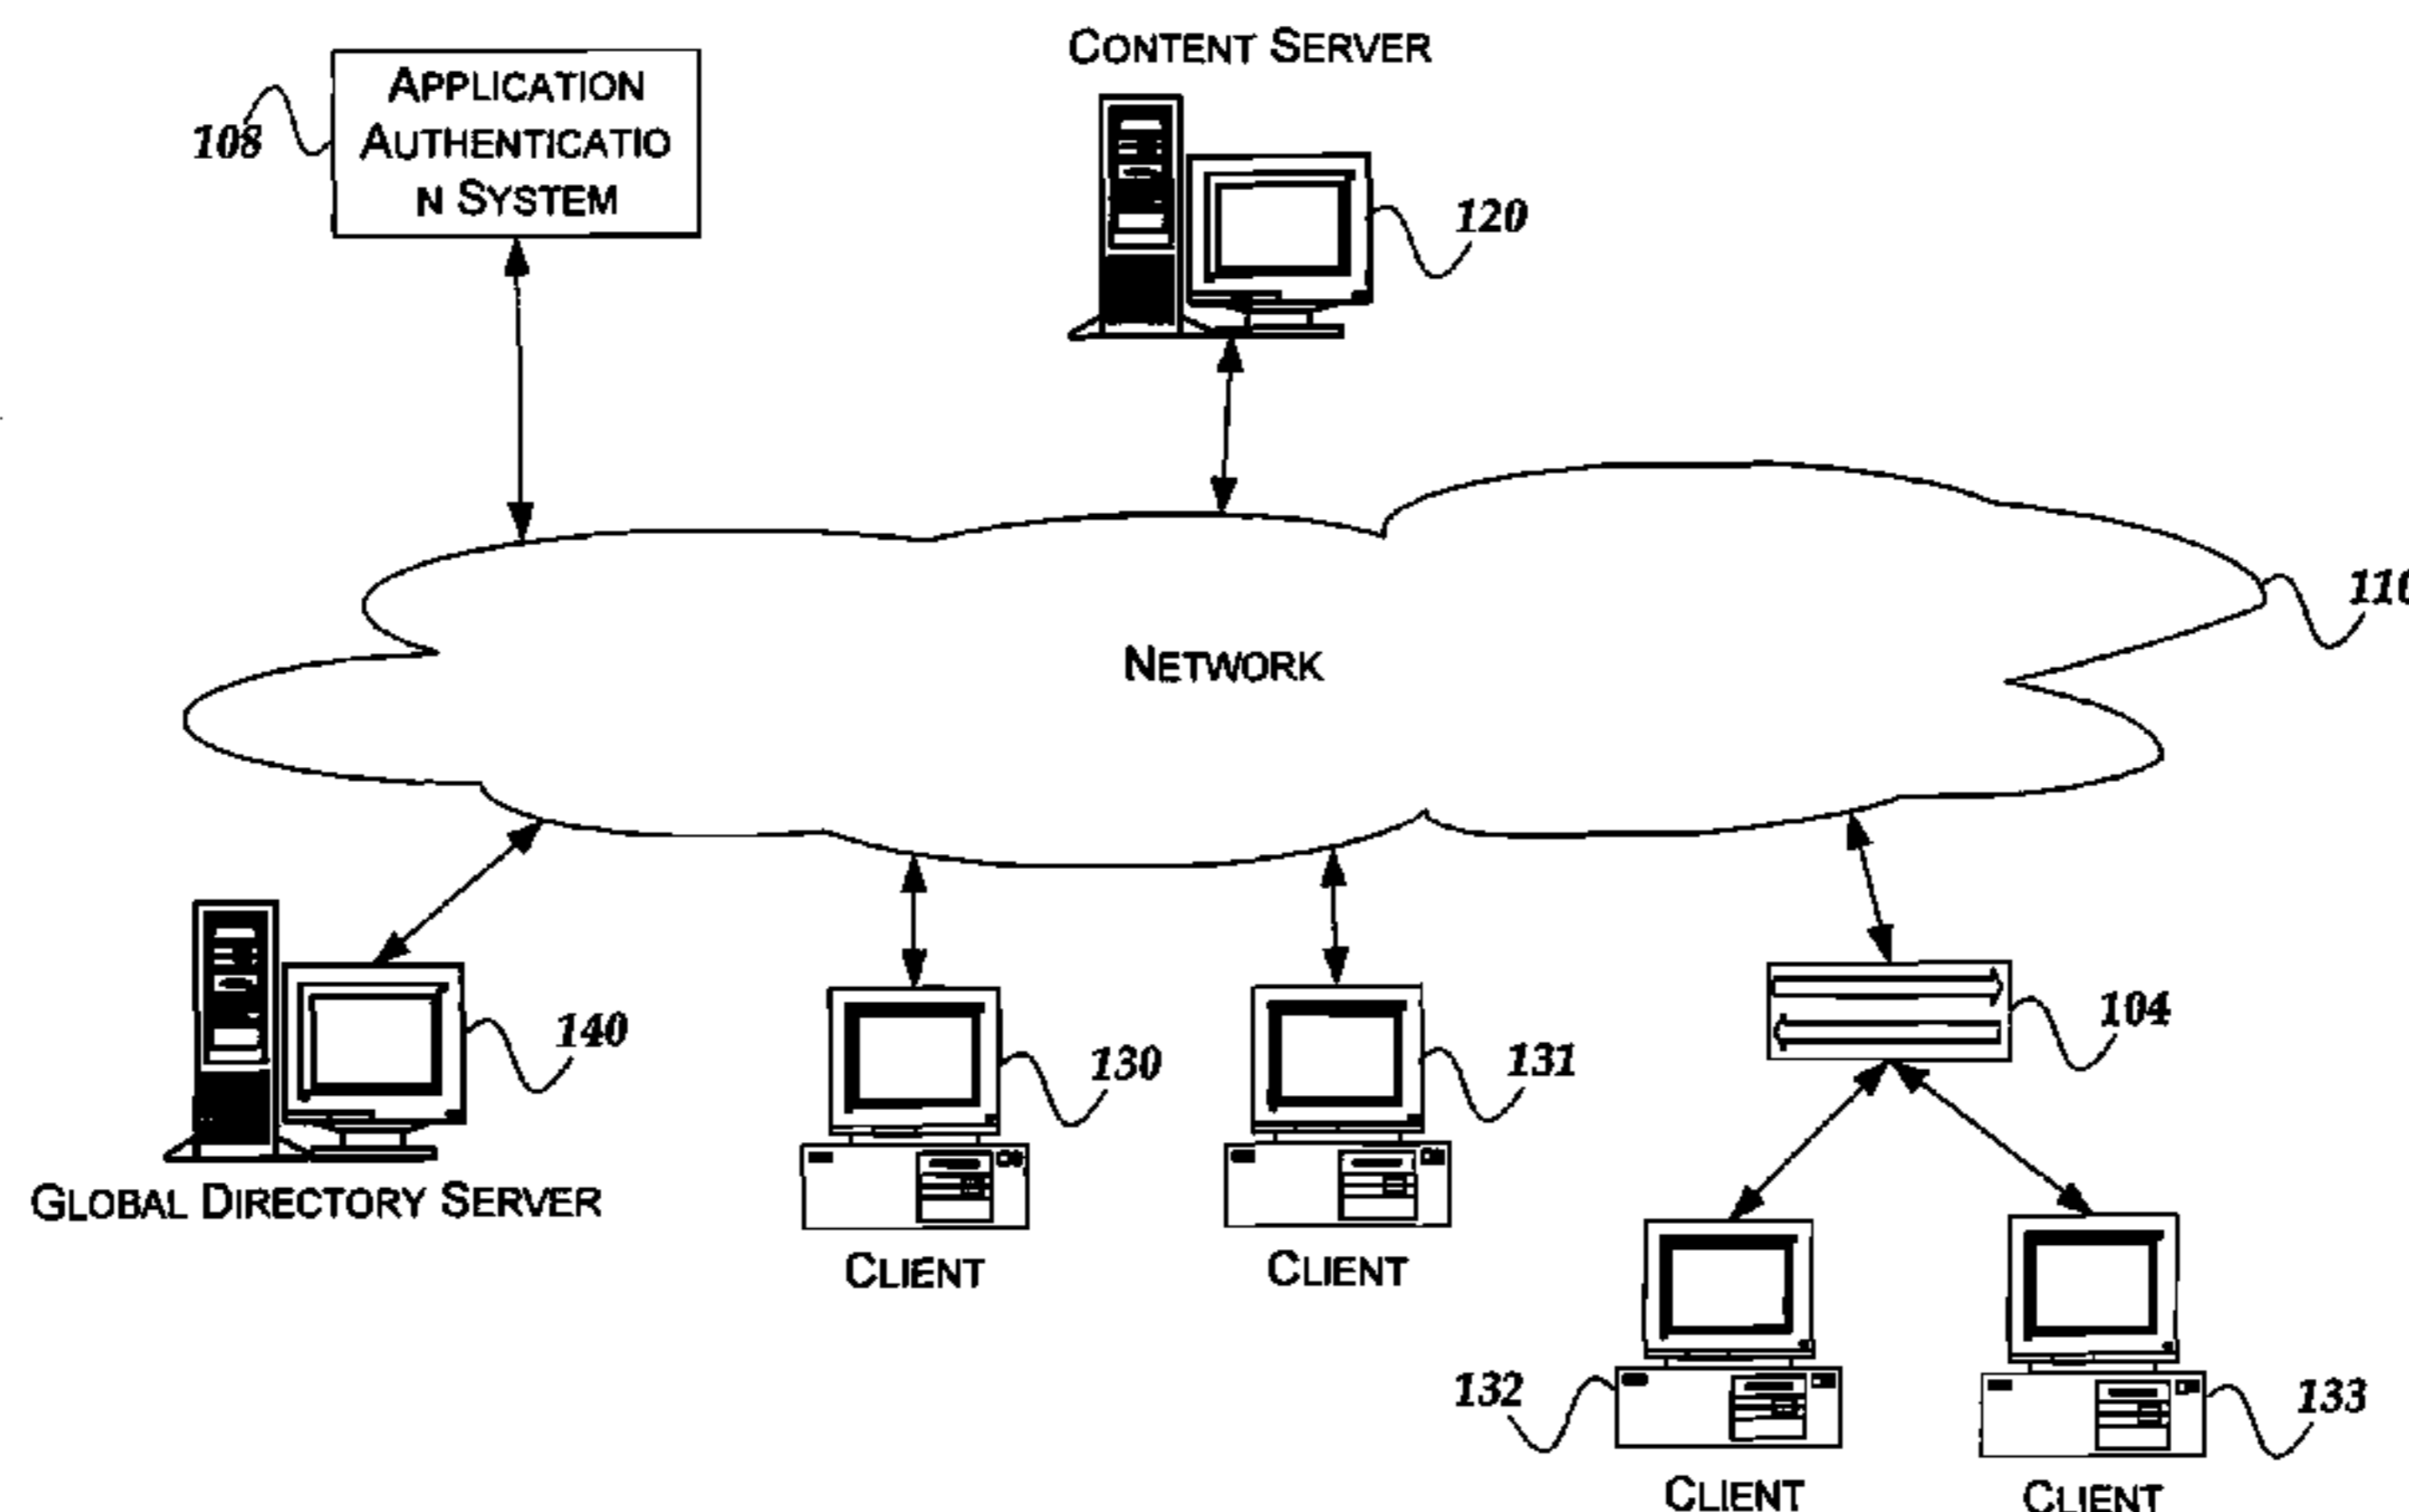 CONTENT SERVER
APPLICATION
AUTHENTICATIO
N SYSTEM
108
120
110
NETWORK
140
130
131
104
GLOBAL DIRECTORY SERVER
CLIENT
CLIENT
132
133
CLIENT
CLIENT